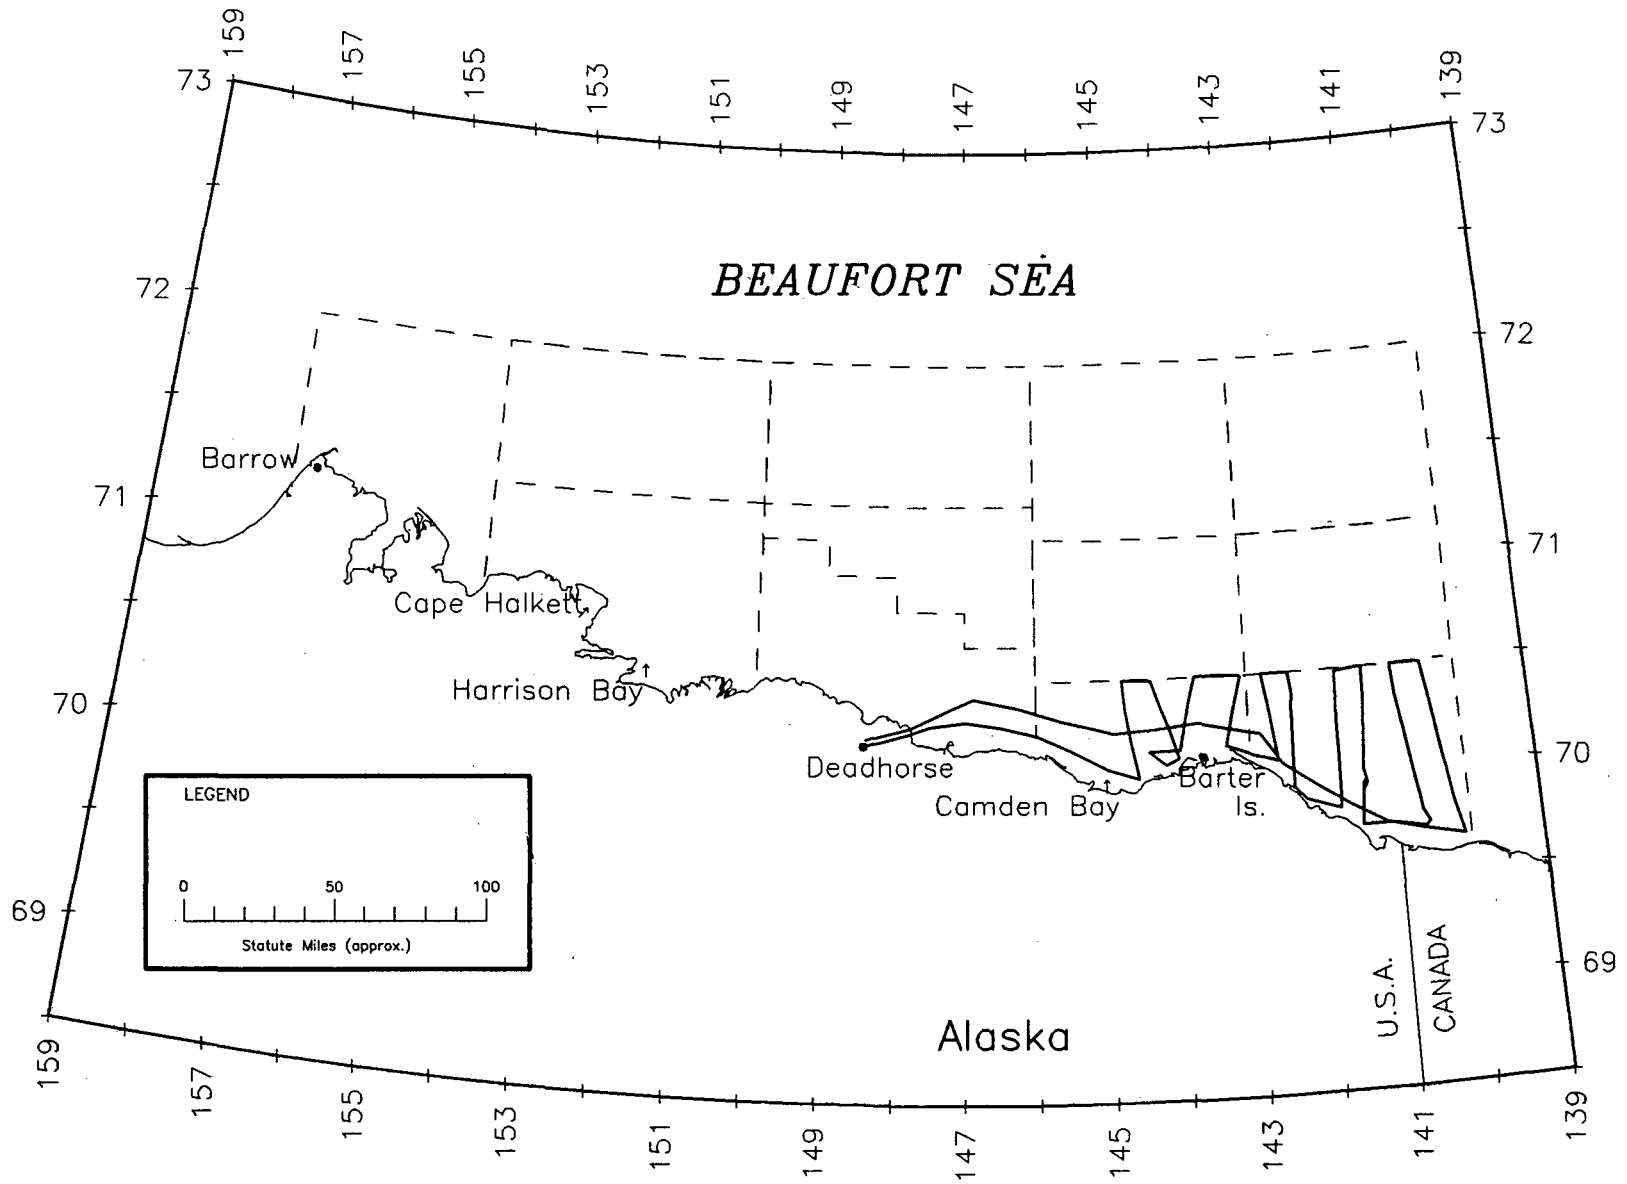 159
157
155
153
151
149
147
145
143
141
139
73
73
BEAUFORT SEA
72
72
Barrow
71
71
Cape Halkett
Harrison Bay
70
70
Deadhorse
Barter
Is.
Camden Bay
LEGEND
0 50 100
Statute Miles (approx.)
69
69
U.S.A.
CANADA
Alaska
159
157
155
153
151
149
147
145
143
141
139